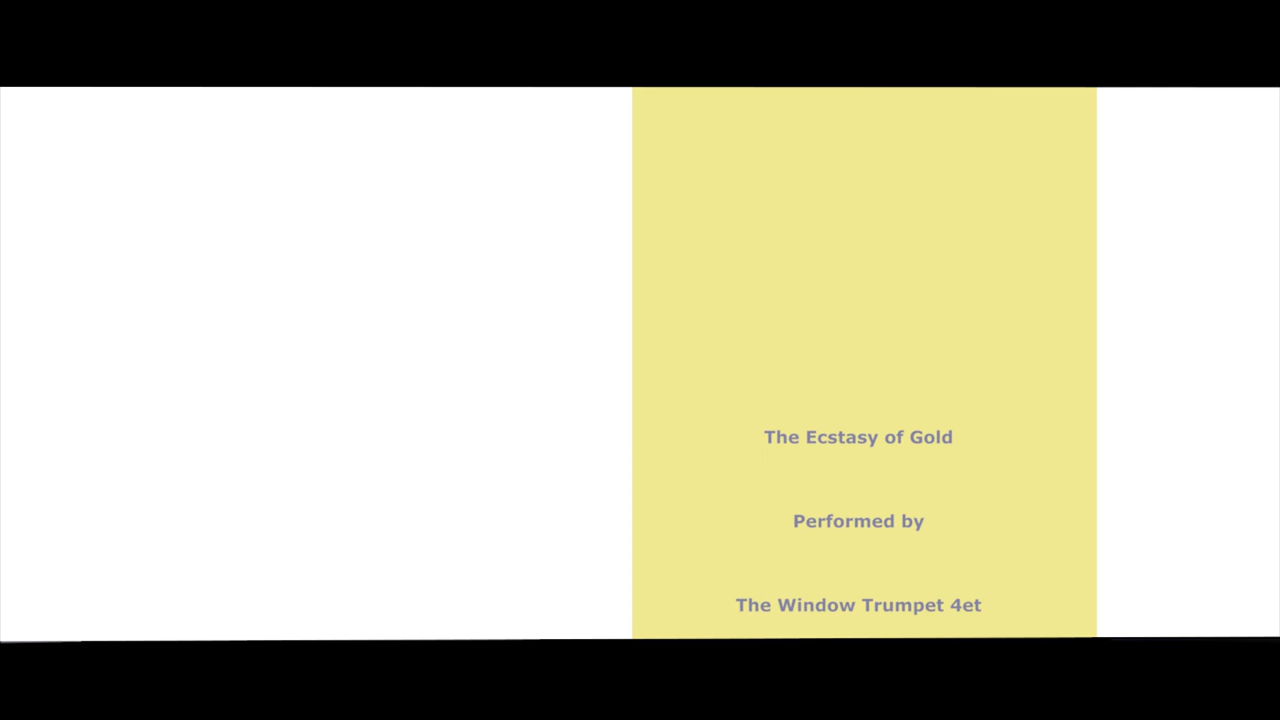 The Ecstasy of Gold
Performed by
The Window Trumpet 4et